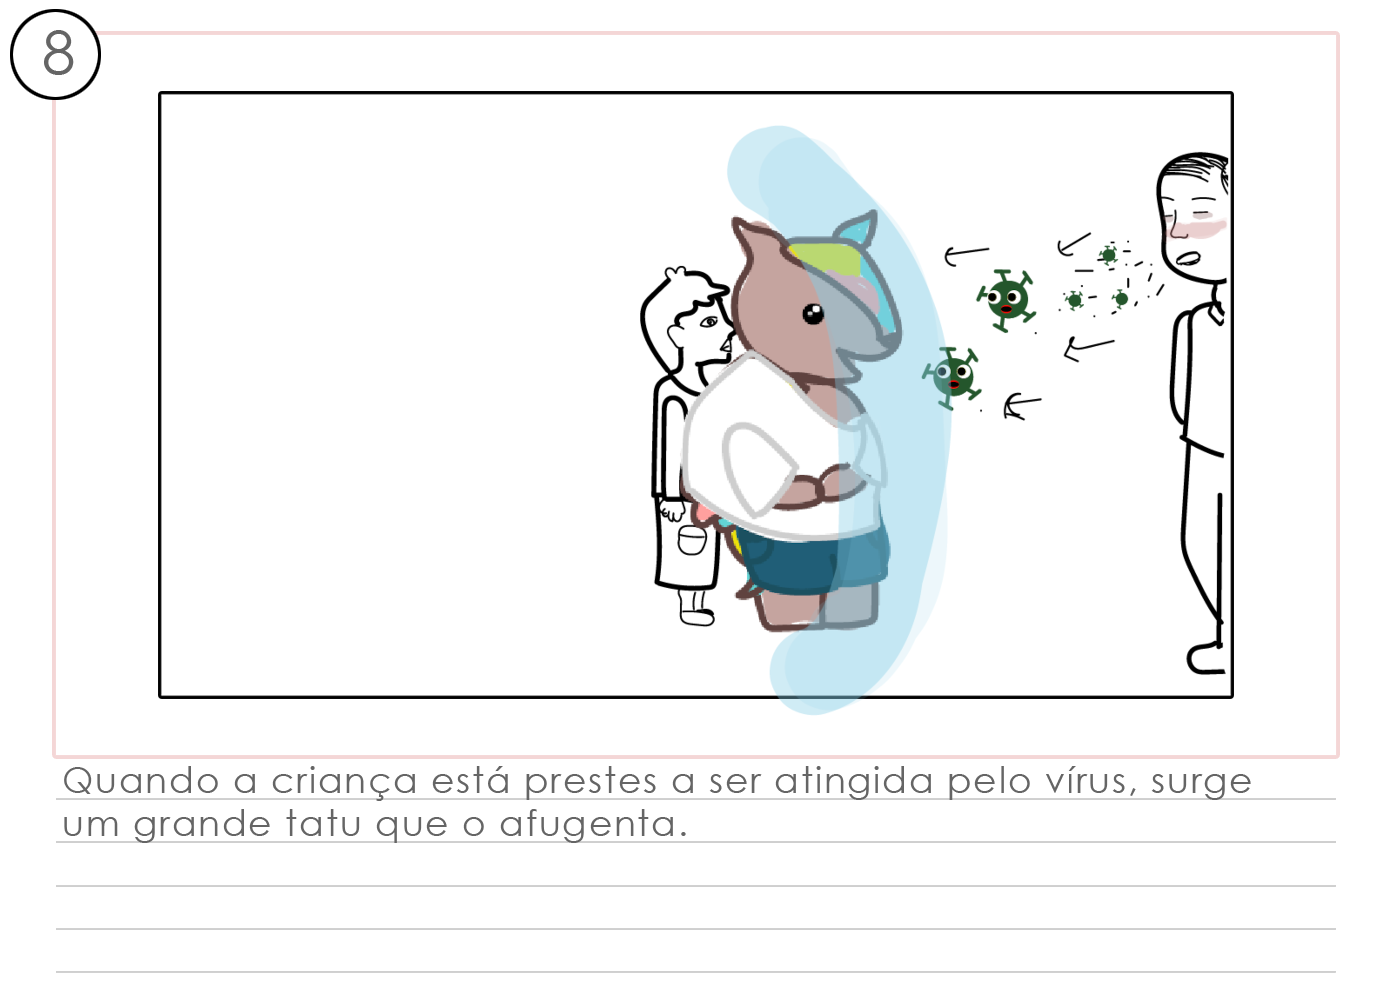 8
Quando a criança está prestes a ser atingida pelo vírus, surge
um grande tatu que o afugenta.